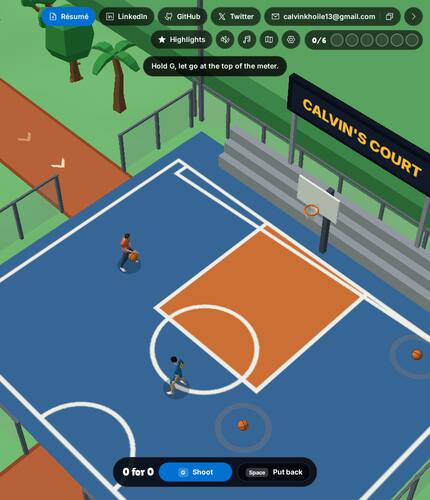 Résumé
LinkedIn
GitHub
Twitter
calvinkhoile13@gmail.com
Highlights
0/6
Hold G, let go at the top of the meter.
CALVIN'S COURT
0 for 0
G Shoot
Space Put back